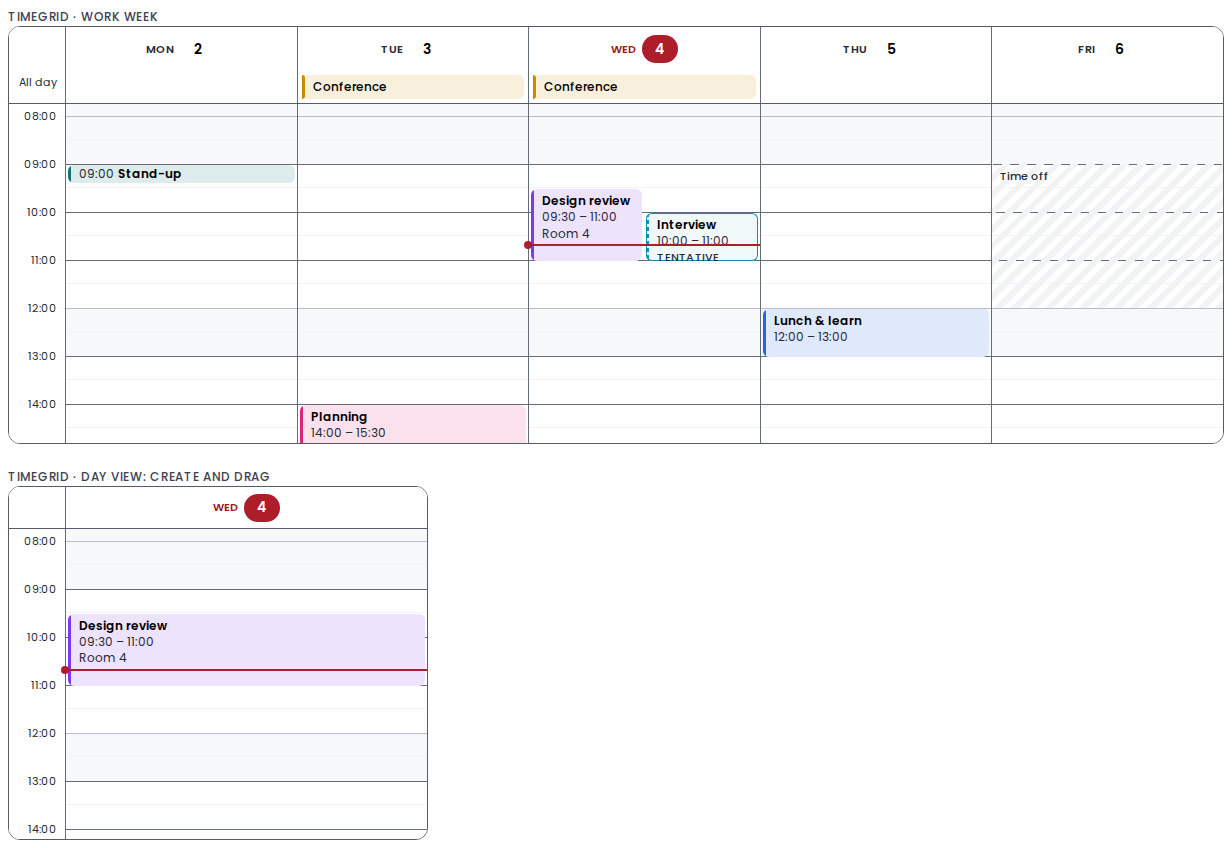 TIMEGRID · WORK WEEK
MON 2
TUE 3
WED 4
THU 5
FRI 6
All day
Conference
Conference
08:00
09:00
09:00 Stand-up
Time off
Design review
09:30 – 11:00
Room 4
10:00
Interview
10:00 – 11:00
TENTATIVE
11:00
12:00
Lunch & learn
12:00 – 13:00
13:00
14:00
Planning
14:00 – 15:30
TIMEGRID · DAY VIEW: CREATE AND DRAG
WED 4
08:00
09:00
Design review
09:30 – 11:00
Room 4
10:00
11:00
12:00
13:00
14:00